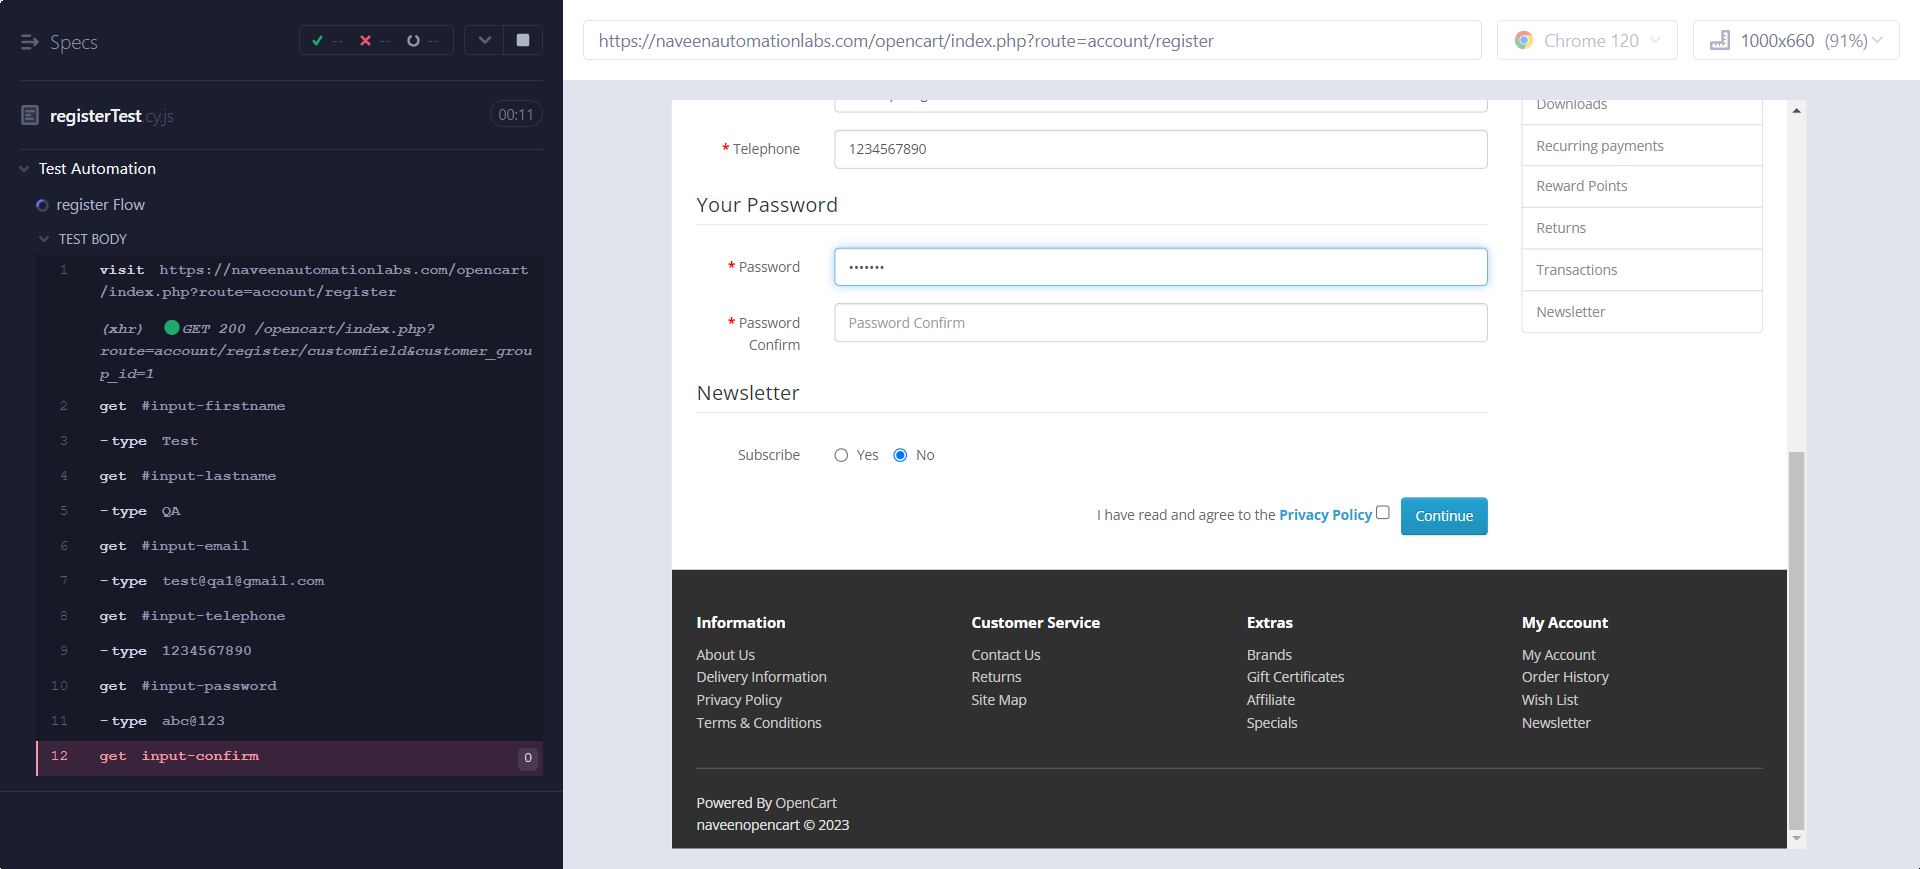 Specs
-- -- --
registerTest.cy.js
00:11
Test Automation
register Flow
TEST BODY
1 visit https://naveenautomationlabs.com/opencart
/index.php?route=account/register
(xhr) GET 200 /opencart/index.php?
route=account/register/customfield&customer_grou
p_id=1
2 get #input-firstname
3 -type Test
4 get #input-lastname
5 -type QA
6 get #input-email
7 -type test@qa1@gmail.com
8 get #input-telephone
9 -type 1234567890
10 get #input-password
11 -type abc@123
12 get input-confirm 0
https://naveenautomationlabs.com/opencart/index.php?route=account/register
Chrome 120
1000x660 (91%)
* Telephone
1234567890
Your Password
* Password
•••••••
* Password
Confirm
Password Confirm
Newsletter
Subscribe
Yes
No
I have read and agree to the Privacy Policy
Continue
Downloads
Recurring payments
Reward Points
Returns
Transactions
Newsletter
Information
About Us
Delivery Information
Privacy Policy
Terms & Conditions
Customer Service
Contact Us
Returns
Site Map
Extras
Brands
Gift Certificates
Affiliate
Specials
My Account
My Account
Order History
Wish List
Newsletter
Powered By OpenCart
naveenopencart © 2023